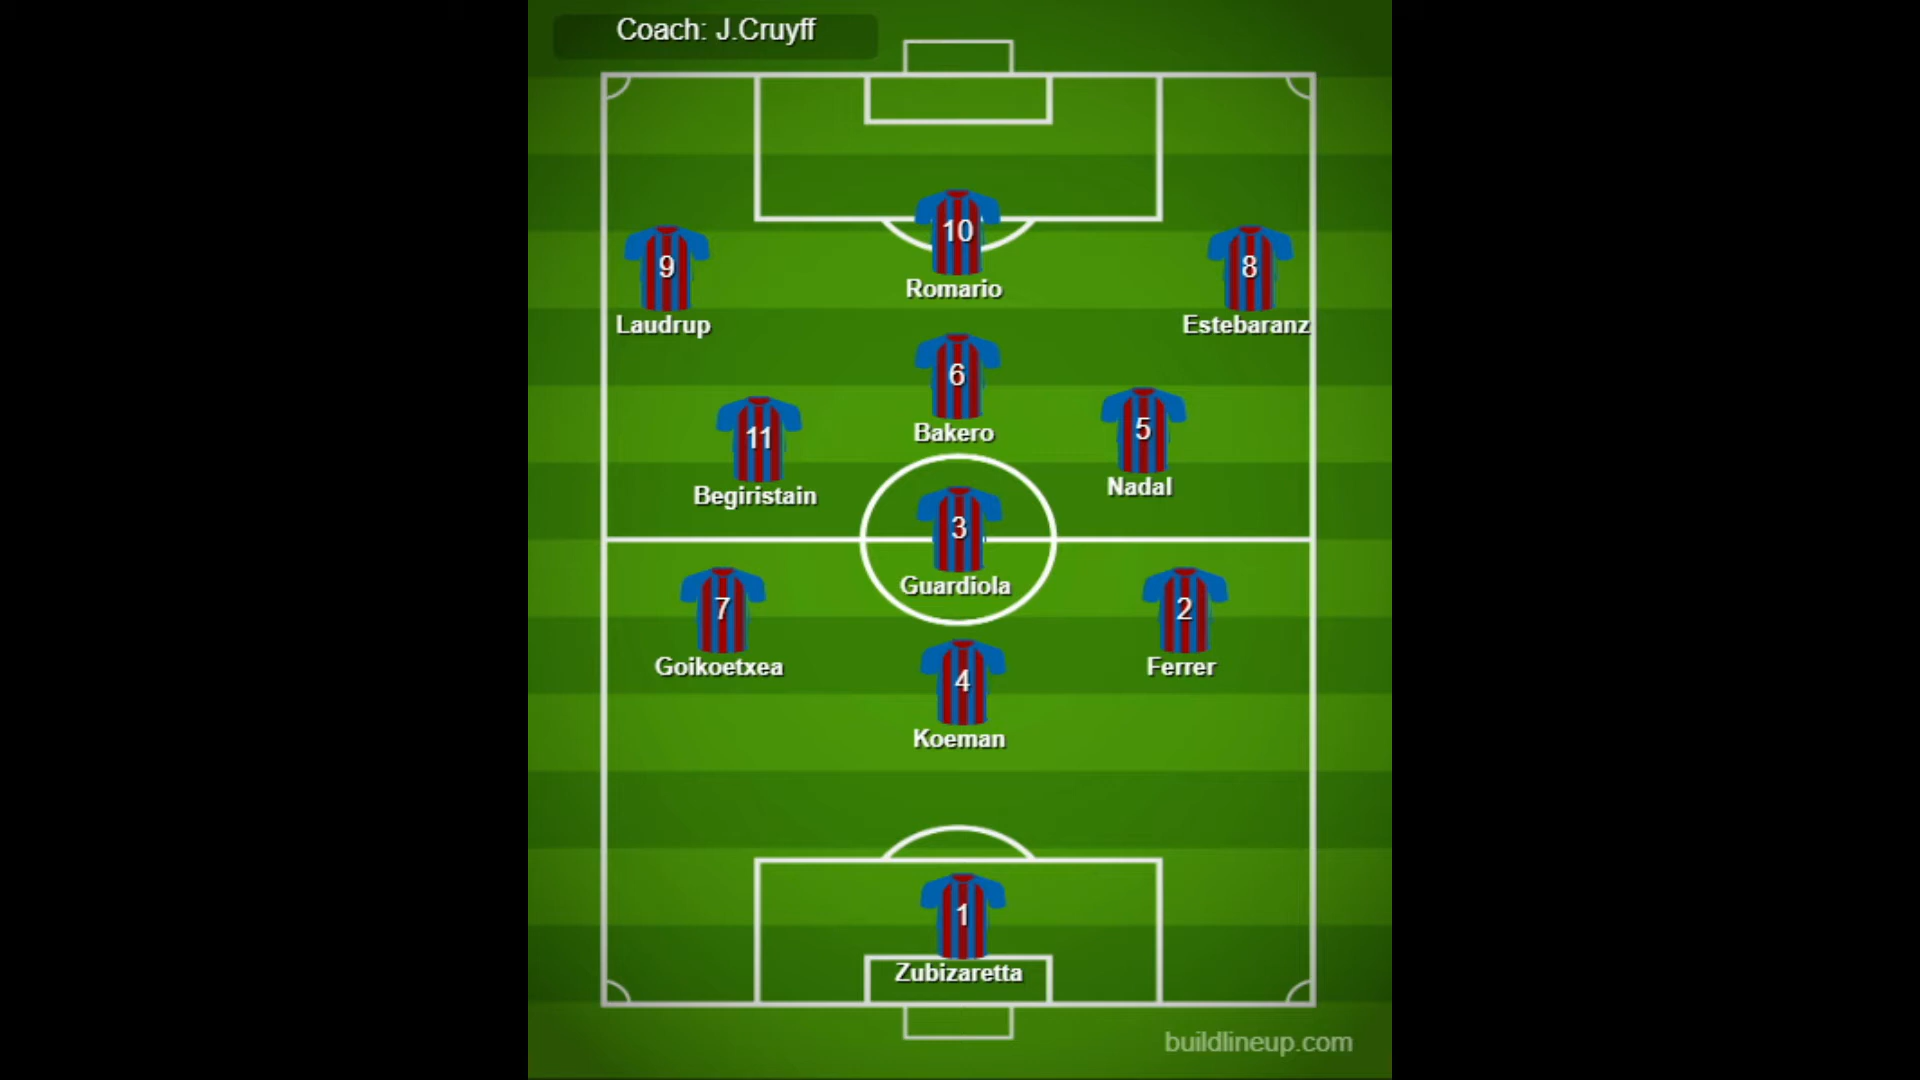 Coach: J.Cruyff
10
Romario
9
Laudrup
8
Estebaranz
6
Bakero
11
Begiristain
5
Nadal
3
Guardiola
7
Goikoetxea
2
Ferrer
4
Koeman
1
Zubizaretta
buildlineup.com